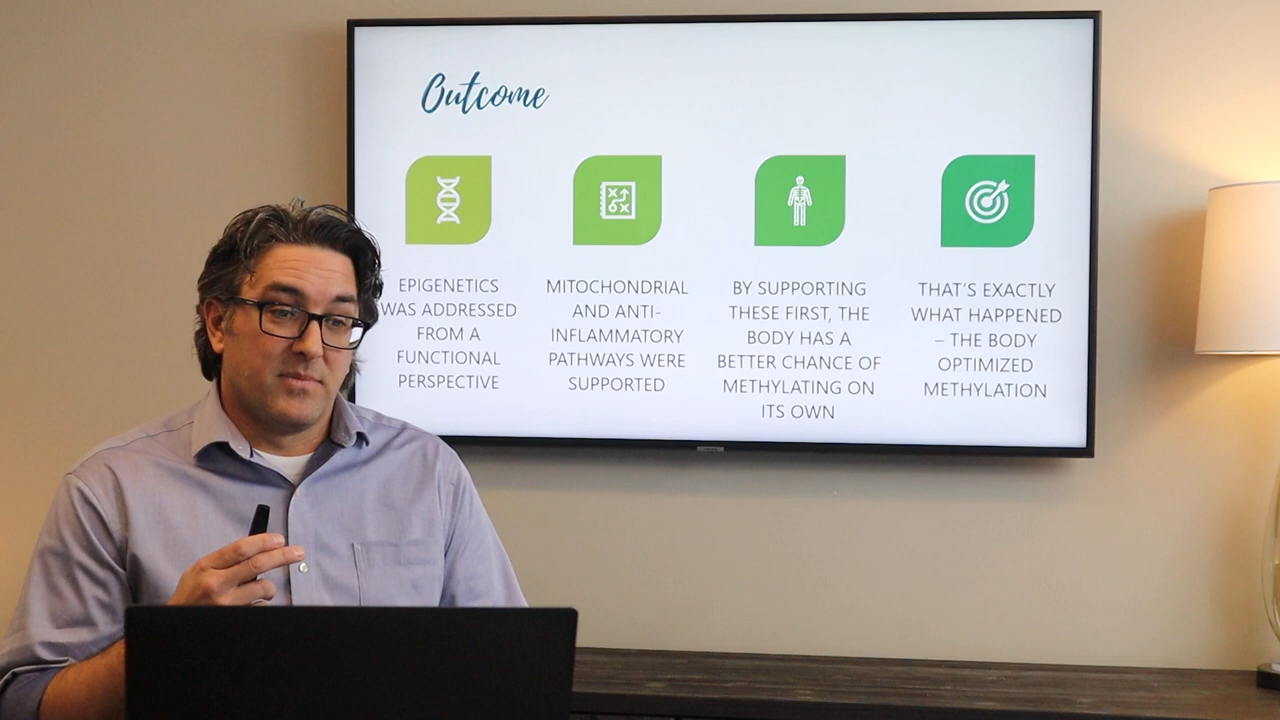 Outcome
EPIGENETICS
WAS ADDRESSED
FROM A
FUNCTIONAL
PERSPECTIVE
MITOCHONDRIAL
AND ANTI-
INFLAMMATORY
PATHWAYS WERE
SUPPORTED
BY SUPPORTING
THESE FIRST, THE
BODY HAS A
BETTER CHANCE OF
METHYLATING ON
ITS OWN
THAT'S EXACTLY
WHAT HAPPENED
– THE BODY
OPTIMIZED
METHYLATION